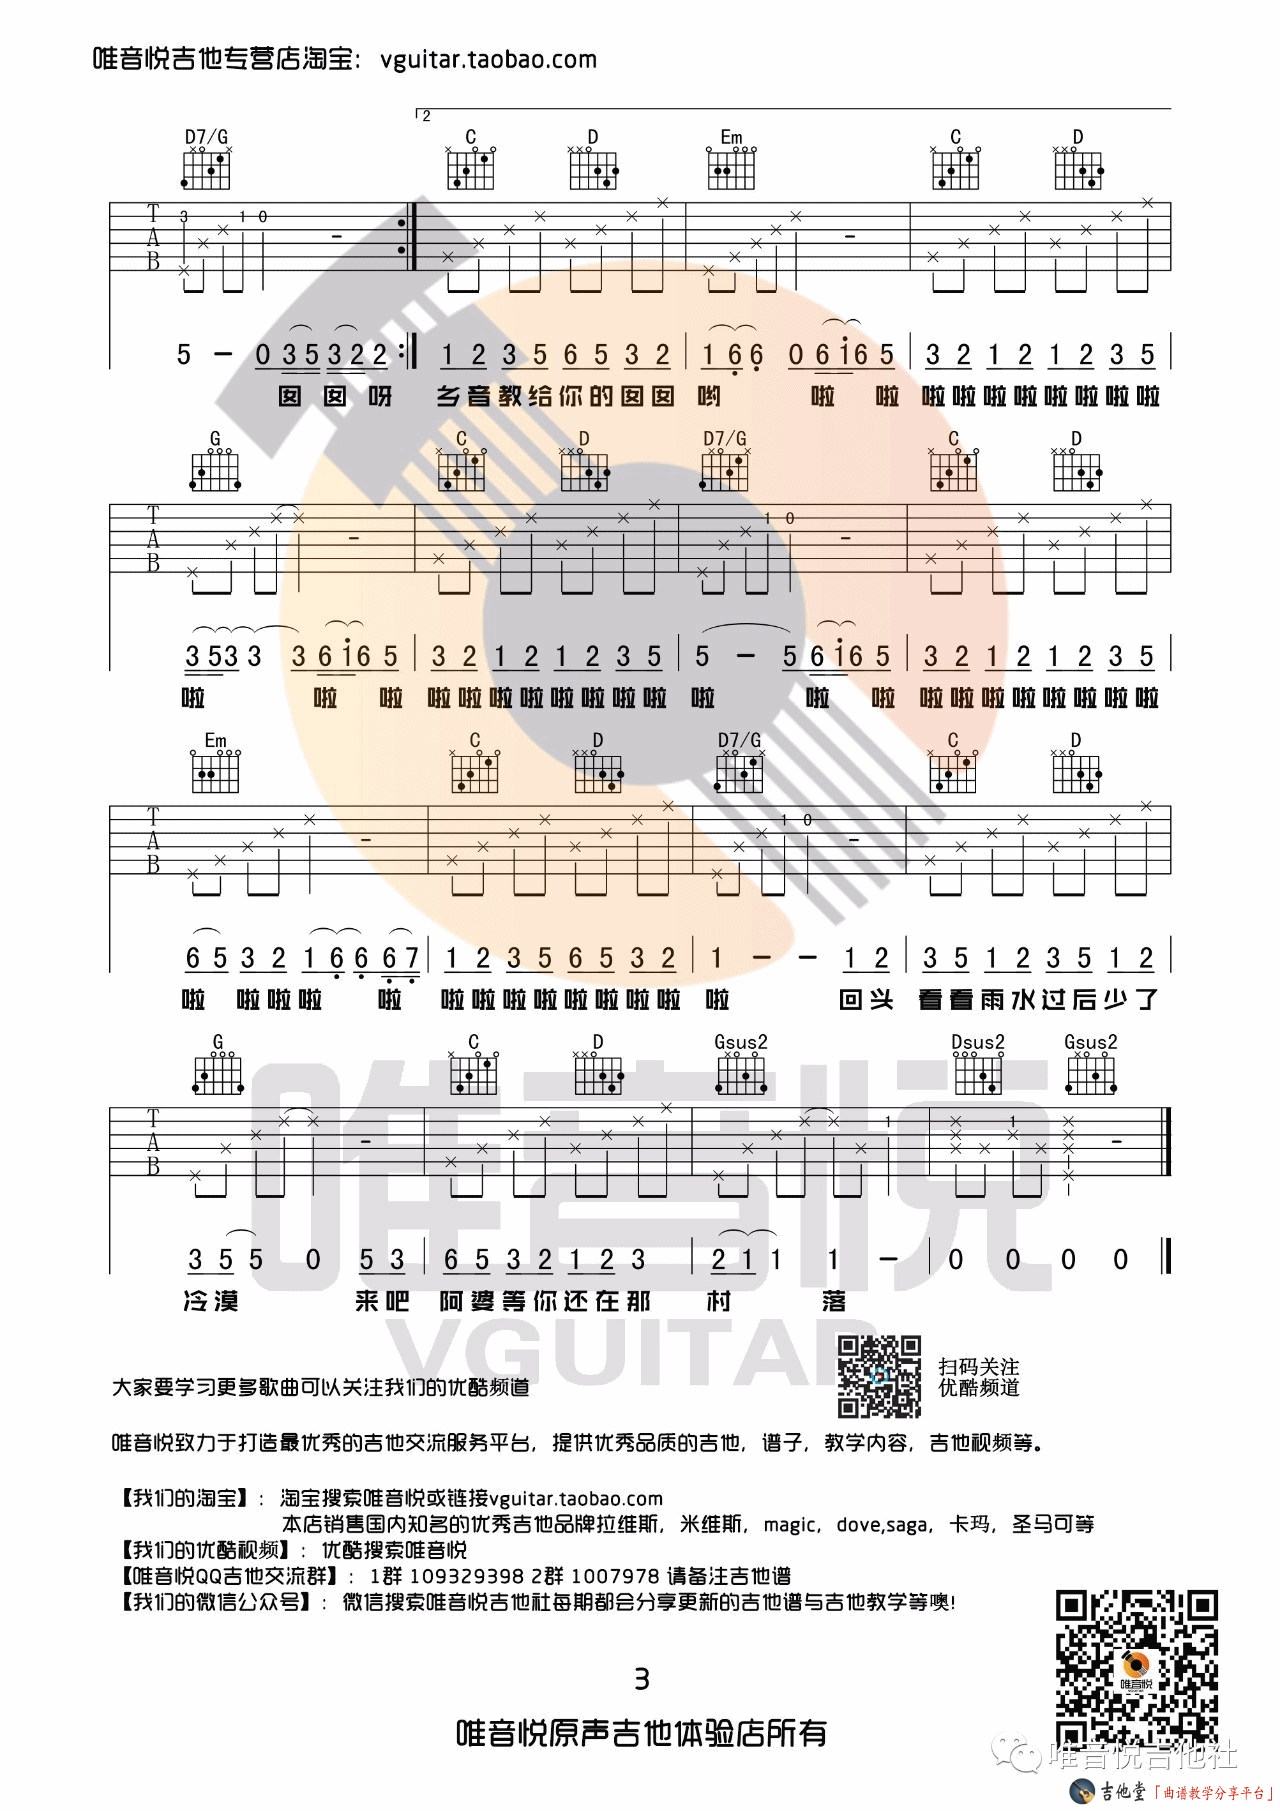 唯音悦吉他专营店淘宝：vguitar.taobao.com
2
D7/G C D Em C D
T 3 1 0
A
B
5 - 0 3 5 3 2 2 :| 1 2 3 5 6 5 3 2 | 1 6 6 0 6 1 6 5 | 3 2 1 2 1 2 3 5
囡 囡 呀 乡音教给你的囡囡 哟 啦 啦 啦啦啦啦啦啦啦啦
G C D D7/G C D
T 1 0
A
B
3 5 3 3 3 6 1 6 5 | 3 2 1 2 1 2 3 5 | 5 - 5 6 1 6 5 | 3 2 1 2 1 2 3 5
啦 啦 啦 啦啦啦啦啦啦啦啦 啦 啦 啦 啦啦啦啦啦啦啦啦
Em C D D7/G C D
T 1 0
A
B
6 5 3 2 1 6 6 6 7 | 1 2 3 5 6 5 3 2 | 1 - - 1 2 | 3 5 1 2 3 5 1 2
啦 啦啦啦 啦 啦啦啦啦啦啦啦啦 啦 回头 看看雨水过后少了
G C D Gsus2 Dsus2 Gsus2
T 1 1
A
B
3 5 5 0 5 3 | 6 5 3 2 1 2 3 | 2 1 1 1 - | 0 0 0 0
冷漠 来吧 阿婆等你还在那 村 落
唯音悦
VGUITAR
扫码关注
优酷频道
大家要学习更多歌曲可以关注我们的优酷频道
唯音悦致力于打造最优秀的吉他交流服务平台，提供优秀品质的吉他，谱子，教学内容，吉他视频等。
【我们的淘宝】：淘宝搜索唯音悦或链接vguitar.taobao.com
本店销售国内知名的优秀吉他品牌拉维斯，米维斯，magic，dove,saga，卡玛，圣马可等
【我们的优酷视频】：优酷搜索唯音悦
【唯音悦QQ吉他交流群】：1群 109329398 2群 1007978 请备注吉他谱
【我们的微信公众号】：微信搜索唯音悦吉他社每期都会分享更新的吉他谱与吉他教学等噢!
唯音悦
3
唯音悦原声吉他体验店所有
唯音悦吉他社
吉他堂「曲谱教学分享平台」